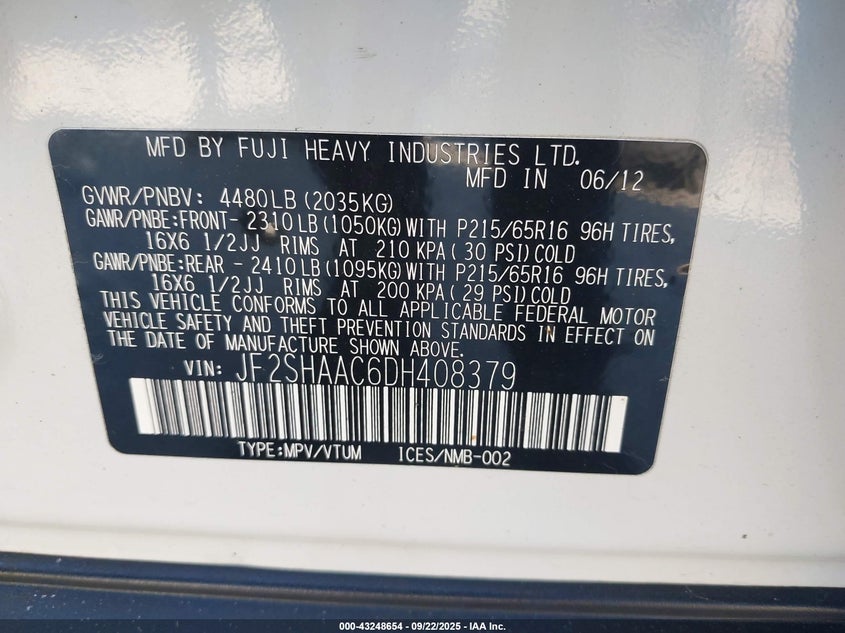 MFD BY FUJI HEAVY INDUSTRIES LTD.
MFD IN 06/12
GVWR/PNBV: 4480LB(2035KG)
GAWR/PNBE:FRONT- 2310LB(1050KG)WITH P215/65R16 96H TIRES,
16X6 1/2JJ RIMS AT 210 KPA( 30 PSI)COLD
GAWR/PNBE:REAR - 2410LB(1095KG)WITH P215/65R16 96H TIRES,
16X6 1/2JJ RIMS AT 200 KPA( 29 PSI)COLD
THIS VEHICLE CONFORMS TO ALL APPLICABLE FEDERAL MOTOR
VEHICLE SAFETY AND THEFT PREVENTION STANDARDS IN EFFECT ON
THE DATE OF MANUFACTURE SHOWN ABOVE.
VIN: JF2SHAAC6DH408379
TYPE:MPV/VTUM ICES/NMB-002
000-43248654 - 09/22/2025 - IAA Inc.